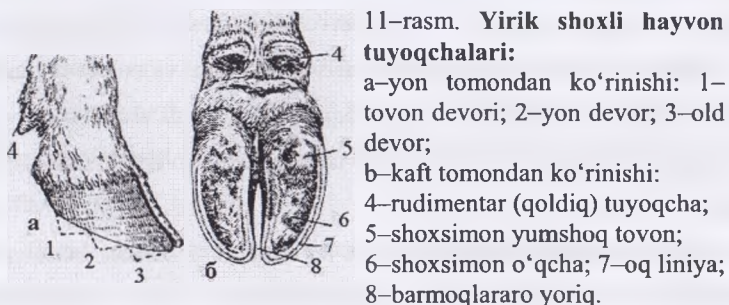 11–rasm. Yirik shoxli hayvon
tuyoqchalari:
a–yon tomondan ko‘rinishi: 1–
tovon devori; 2–yon devor; 3–old
devor;
b–kaft tomondan ko‘rinishi:
4–rudimentar (qoldiq) tuyoqcha;
5–shoxsimon yumshoq tovon;
6–shoxsimon o‘qcha; 7–oq liniya;
8–barmoqlararo yoriq.
4
a
1
2
3
4
5
6
7
8
б